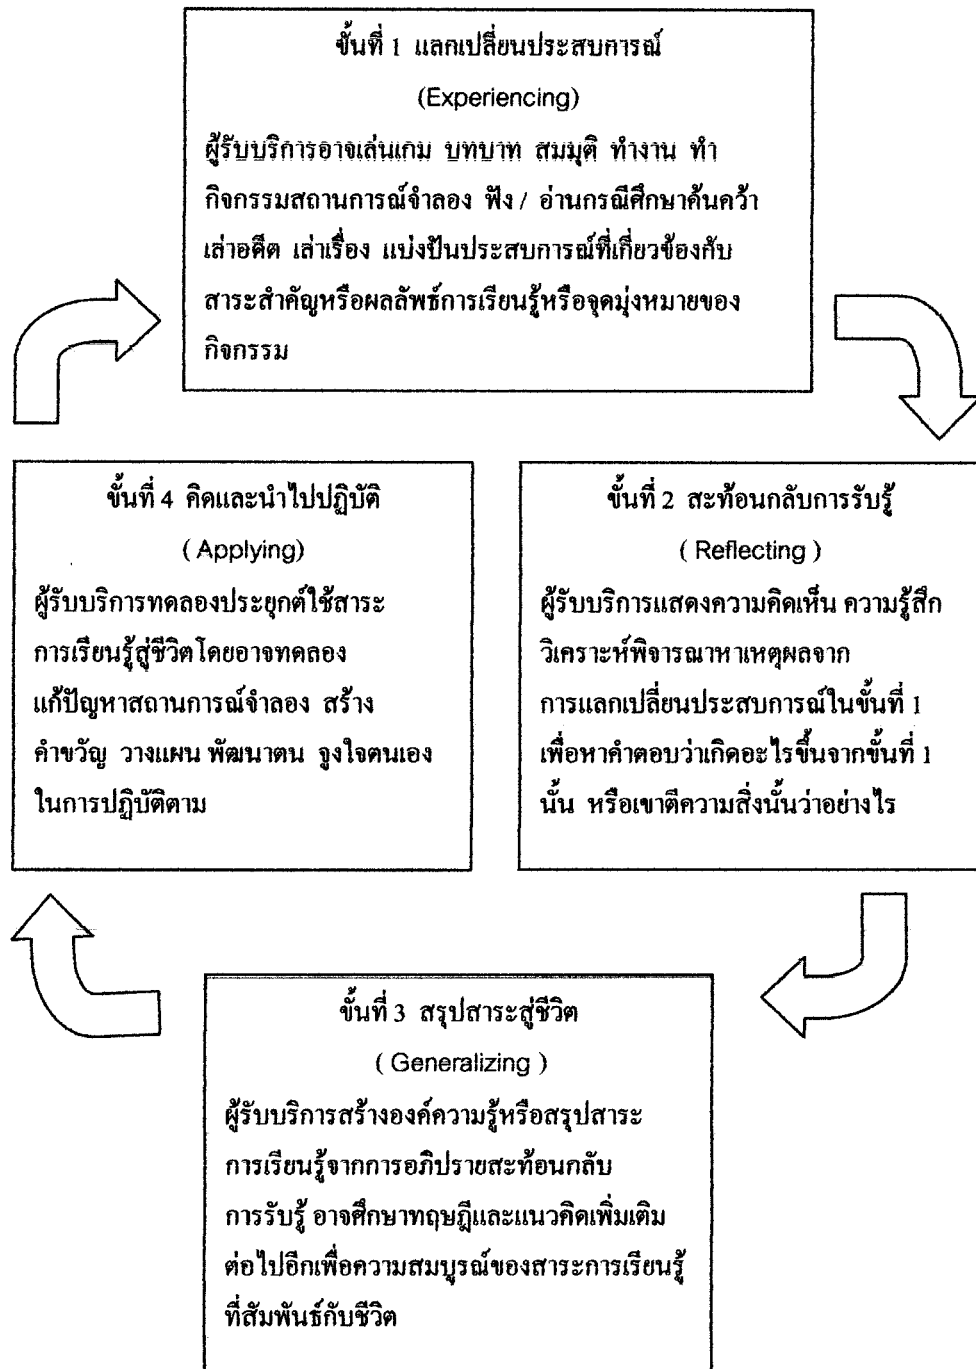 ขั้นที่ 1 แลกเปลี่ยนประสบการณ์
(Experiencing)
ผู้รับบริการอาจเล่นเกม บทบาท สมมุติ ทำงาน ทำ
กิจกรรมสถานการณ์จำลอง ฟัง / อ่านกรณีศึกษาค้นคว้า
เล่าอดีต เล่าเรื่อง แบ่งปันประสบการณ์ที่เกี่ยวข้องกับ
สาระสำคัญหรือผลลัพธ์การเรียนรู้หรือจุดมุ่งหมายของ
กิจกรรม
ขั้นที่ 2 สะท้อนกลับการรับรู้
( Reflecting )
ผู้รับบริการแสดงความคิดเห็น ความรู้สึก
วิเคราะห์พิจารณาหาเหตุผลจาก
การแลกเปลี่ยนประสบการณ์ในขั้นที่ 1
เพื่อหาคำตอบว่าเกิดอะไรขึ้นจากขั้นที่ 1
นั้น หรือเขาตีความสิ่งนั้นว่าอย่างไร
ขั้นที่ 3 สรุปสาระสู่ชีวิต
( Generalizing )
ผู้รับบริการสร้างองค์ความรู้หรือสรุปสาระ
การเรียนรู้จากการอภิปรายสะท้อนกลับ
การรับรู้ อาจศึกษาทฤษฎีและแนวคิดเพิ่มเติม
ต่อไปอีกเพื่อความสมบูรณ์ของสาระการเรียนรู้
ที่สัมพันธ์กับชีวิต
ขั้นที่ 4 คิดและนำไปปฏิบัติ
( Applying)
ผู้รับบริการทดลองประยุกต์ใช้สาระ
การเรียนรู้สู่ชีวิตโดยอาจทดลอง
แก้ปัญหาสถานการณ์จำลอง สร้าง
คำขวัญ วางแผน พัฒนาตน จูงใจตนเอง
ในการปฏิบัติตาม